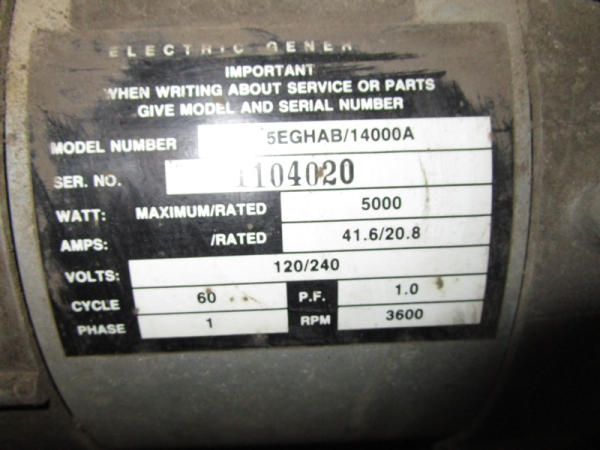 ELECTRIC GENER
IMPORTANT
WHEN WRITING ABOUT SERVICE OR PARTS
GIVE MODEL AND SERIAL NUMBER
MODEL NUMBER 5EGHAB/14000A
SER. NO. 1104020
WATT: MAXIMUM/RATED 5000
AMPS: /RATED 41.6/20.8
VOLTS: 120/240
CYCLE 60 P.F. 1.0
PHASE 1 RPM 3600